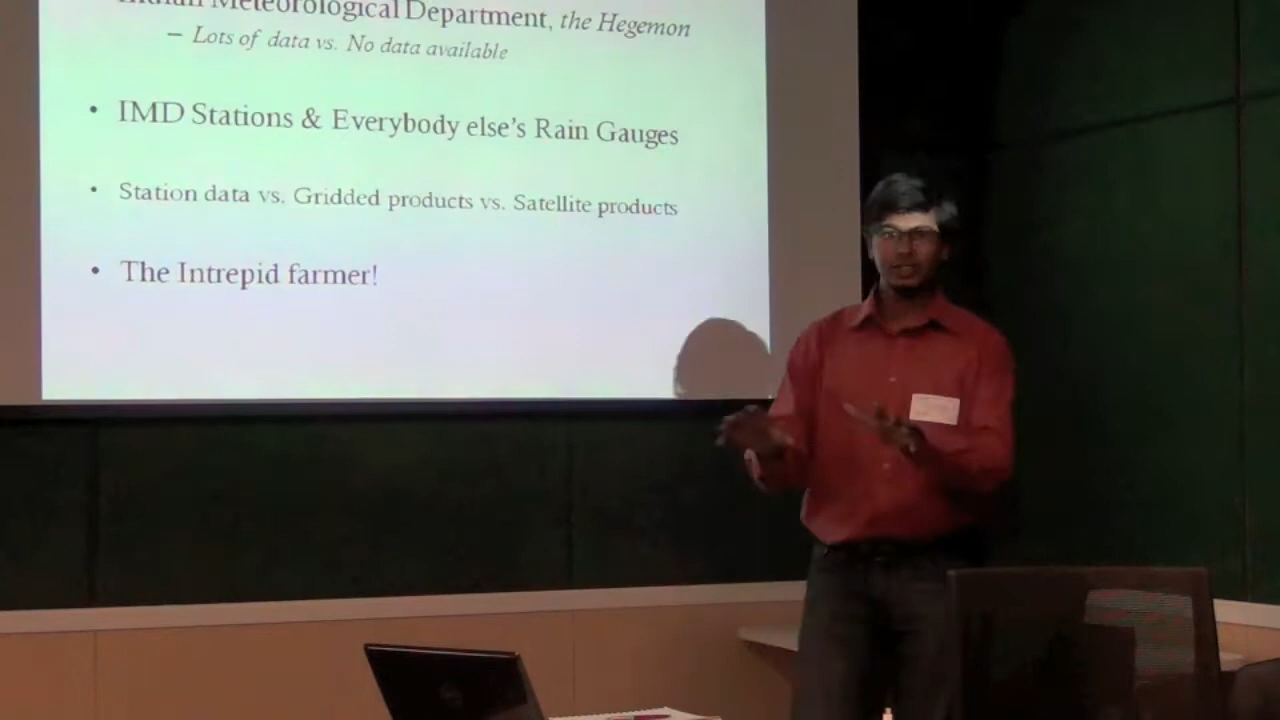 Indian Meteorological Department, the Hegemon
– Lots of data vs. No data available
• IMD Stations & Everybody else's Rain Gauges
• Station data vs. Gridded products vs. Satellite products
• The Intrepid farmer!